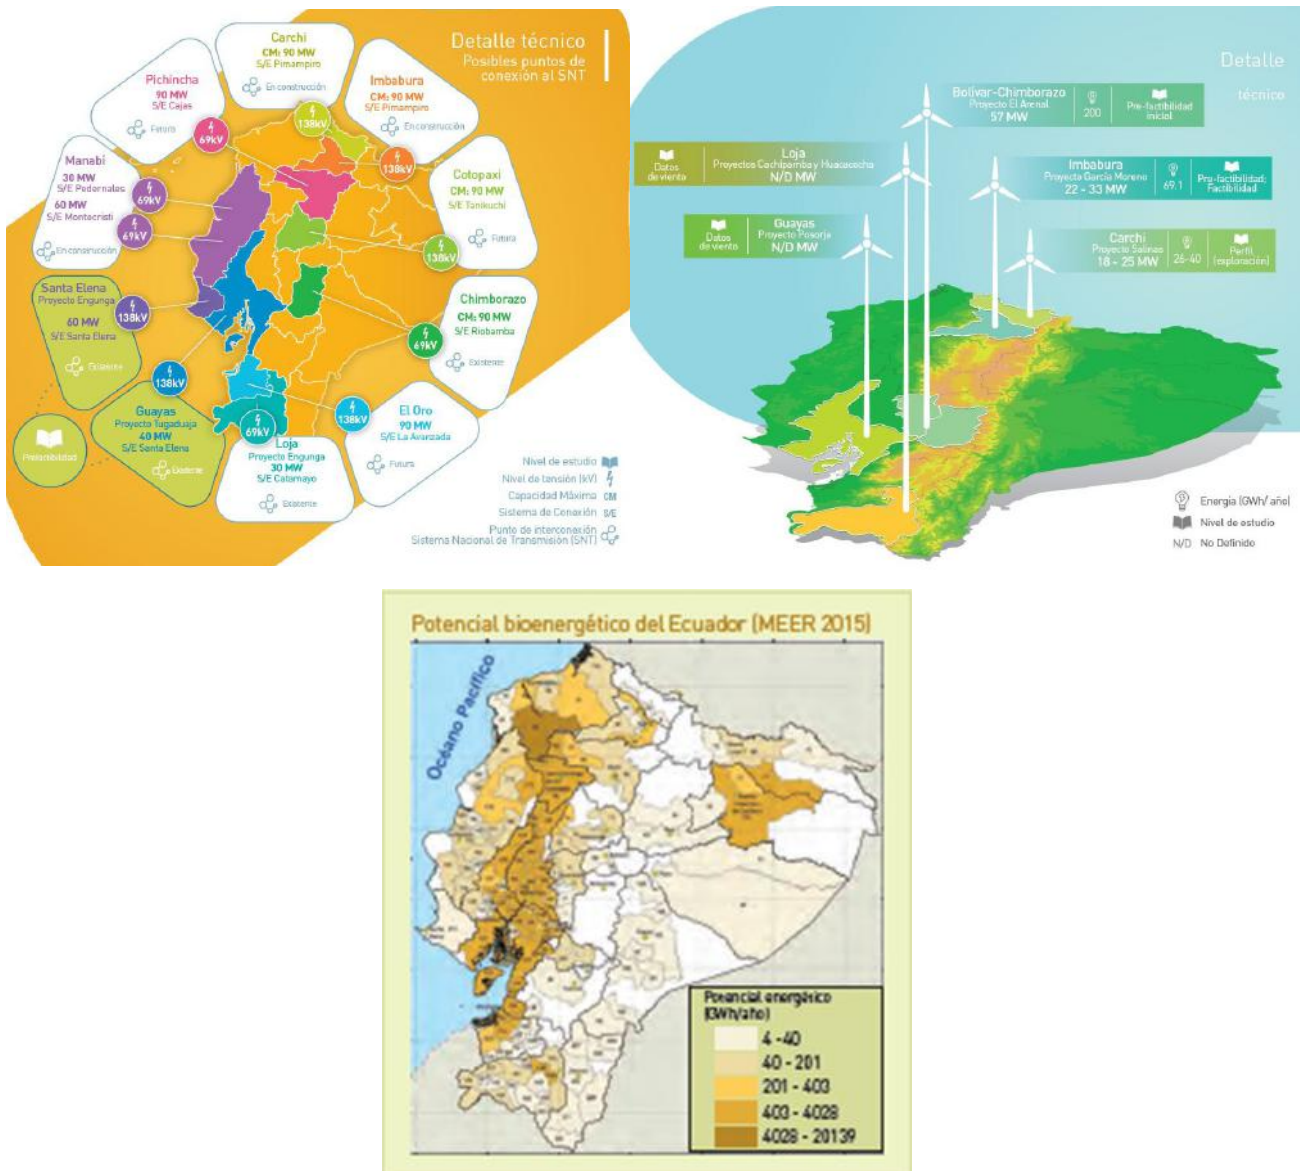 Detalle técnico
Posibles puntos de
conexión al SNT
Carchi
CM: 90 MW
S/E Pimampiro
En construcción
138kV
Imbabura
CM: 90 MW
S/E Pimampiro
En construcción
138kV
Cotopaxi
CM: 90 MW
S/E Tanikuchi
Futura
138kV
Chimborazo
CM: 90 MW
S/E Riobamba
Existente
69kV
El Oro
90 MW
S/E La Avanzada
Futura
138kV
Loja
Proyecto Engunga
30 MW
S/E Catamayo
Existente
69kV
Guayas
Proyecto Tugaduaja
40 MW
S/E Santa Elena
Existente
138kV
Prefactibilidad
Santa Elena
Proyecto Engunga
60 MW
S/E Santa Elena
Existente
138kV
Manabí
30 MW
S/E Pedernales
60 MW
S/E Montecristi
En construcción
69kV
69kV
Pichincha
90 MW
S/E Cajas
Futuro
69kV
Nivel de estudio
Nivel de tensión (kV)
Capacidad Máxima CM
Sistema de Conexión S/E
Punto de interconexión
Sistema Nacional de Transmisión (SNT)
Detalle
técnico
Bolívar-Chimborazo
Proyecto El Arenal
57 MW
200
Pre-factibilidad
inicial
Datos
de viento
Loja
Proyectos Cachipamba y Huacacocha
N/D MW
Imbabura
Proyecto García Moreno
22 - 33 MW
69.1
Pre-factibilidad;
Factibilidad
Datos
de viento
Guayas
Proyecto Posorja
N/D MW
Carchi
Proyecto Salinas
18 - 25 MW
26-40
Perfil
(exploración)
Energía (GWh/ año)
Nivel de estudio
N/D No Definido
Potencial bioenergético del Ecuador (MEER 2015)
Océano Pacífico
Potencial energético
(GWh/año)
4 - 40
40 - 201
201 - 403
403 - 4028
4028 - 20139